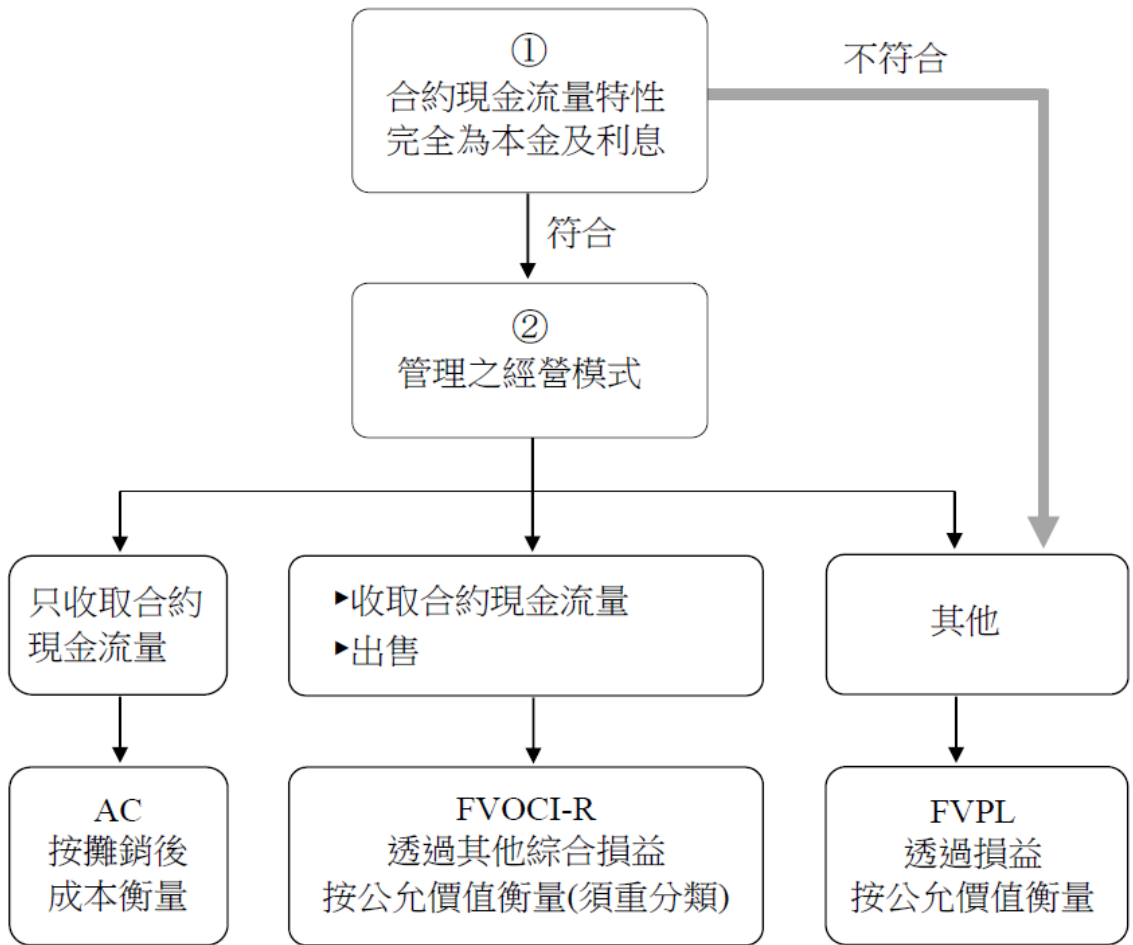 ①
合約現金流量特性
完全為本金及利息
不符合
符合
②
管理之經營模式
只收取合約
現金流量
▸收取合約現金流量
▸出售
其他
AC
按攤銷後
成本衡量
FVOCI-R
透過其他綜合損益
按公允價值衡量(須重分類)
FVPL
透過損益
按公允價值衡量